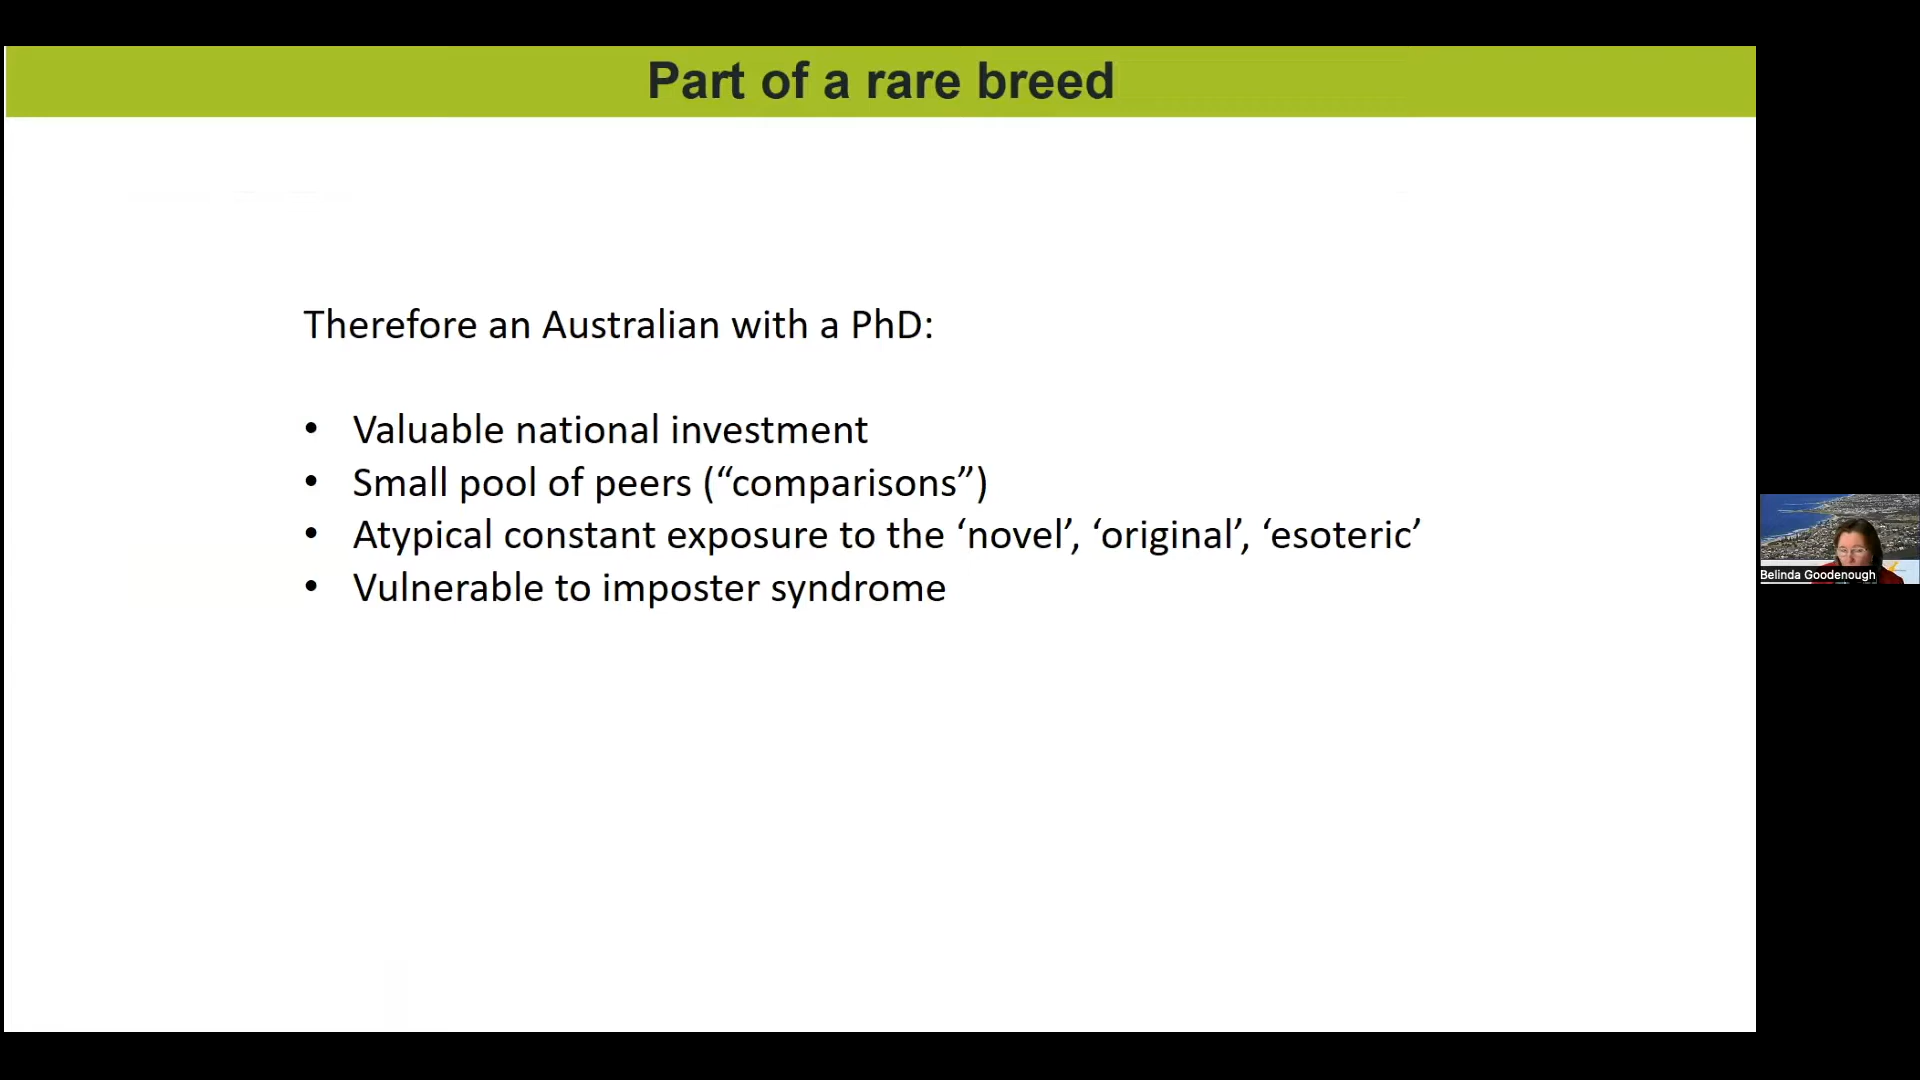 Part of a rare breed
Therefore an Australian with a PhD:
• Valuable national investment
• Small pool of peers (“comparisons”)
• Atypical constant exposure to the ‘novel’, ‘original’, ‘esoteric’
• Vulnerable to imposter syndrome
Belinda Goodenough